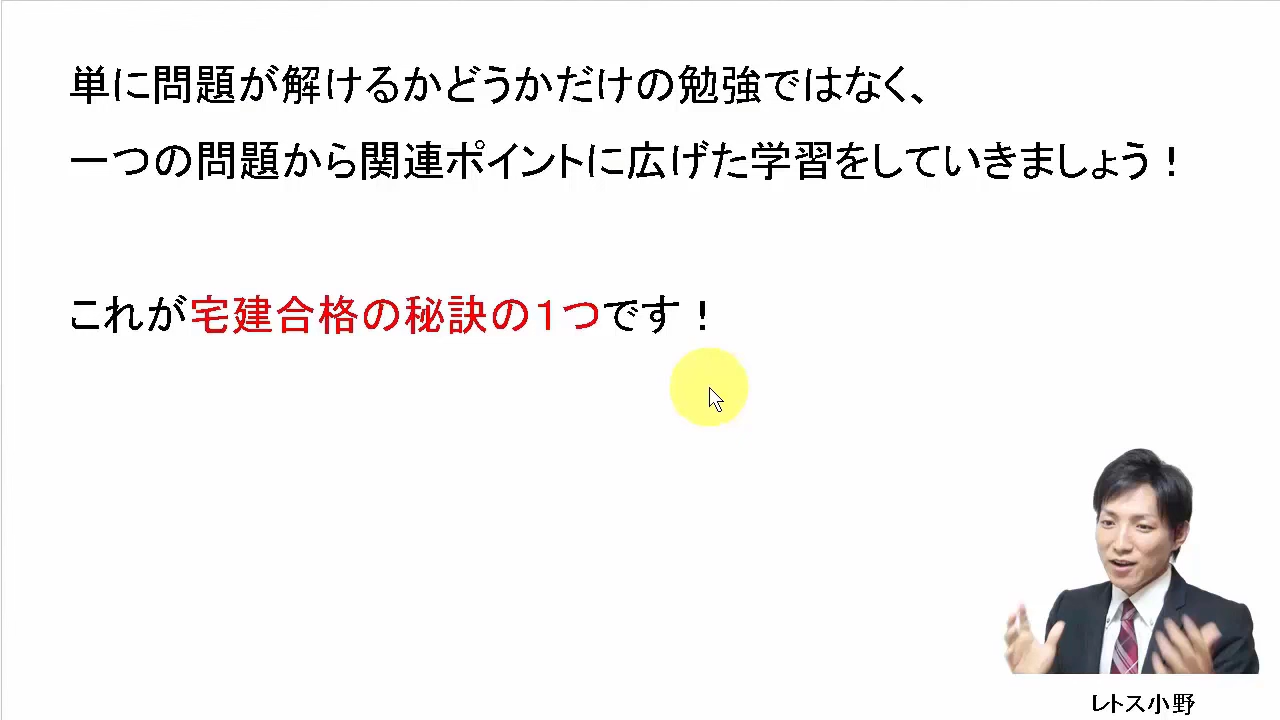 単に問題が解けるかどうかだけの勉強ではなく、
一つの問題から関連ポイントに広げた学習をしていきましょう！
これが宅建合格の秘訣の１つです！
レトス小野